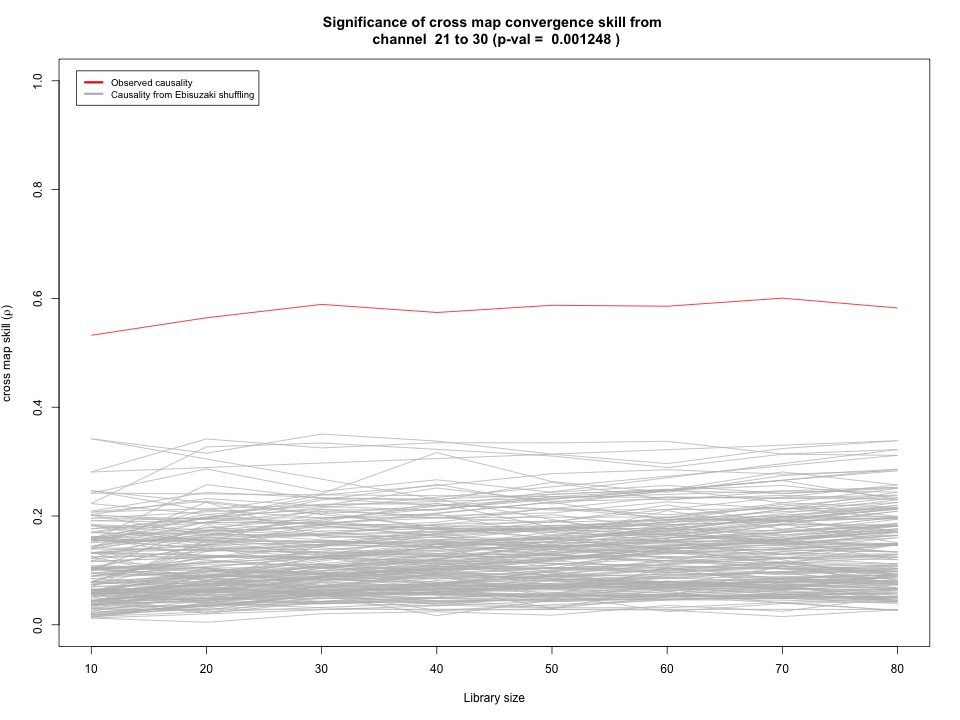 Significance of cross map convergence skill from
channel  21 to 30 (p-val =  0.001248 )
Observed causality
Causality from Ebisuzaki shuffling
1.0
0.8
0.6
0.4
0.2
0.0
cross map skill (ρ)
10 20 30 40 50 60 70 80
Library size